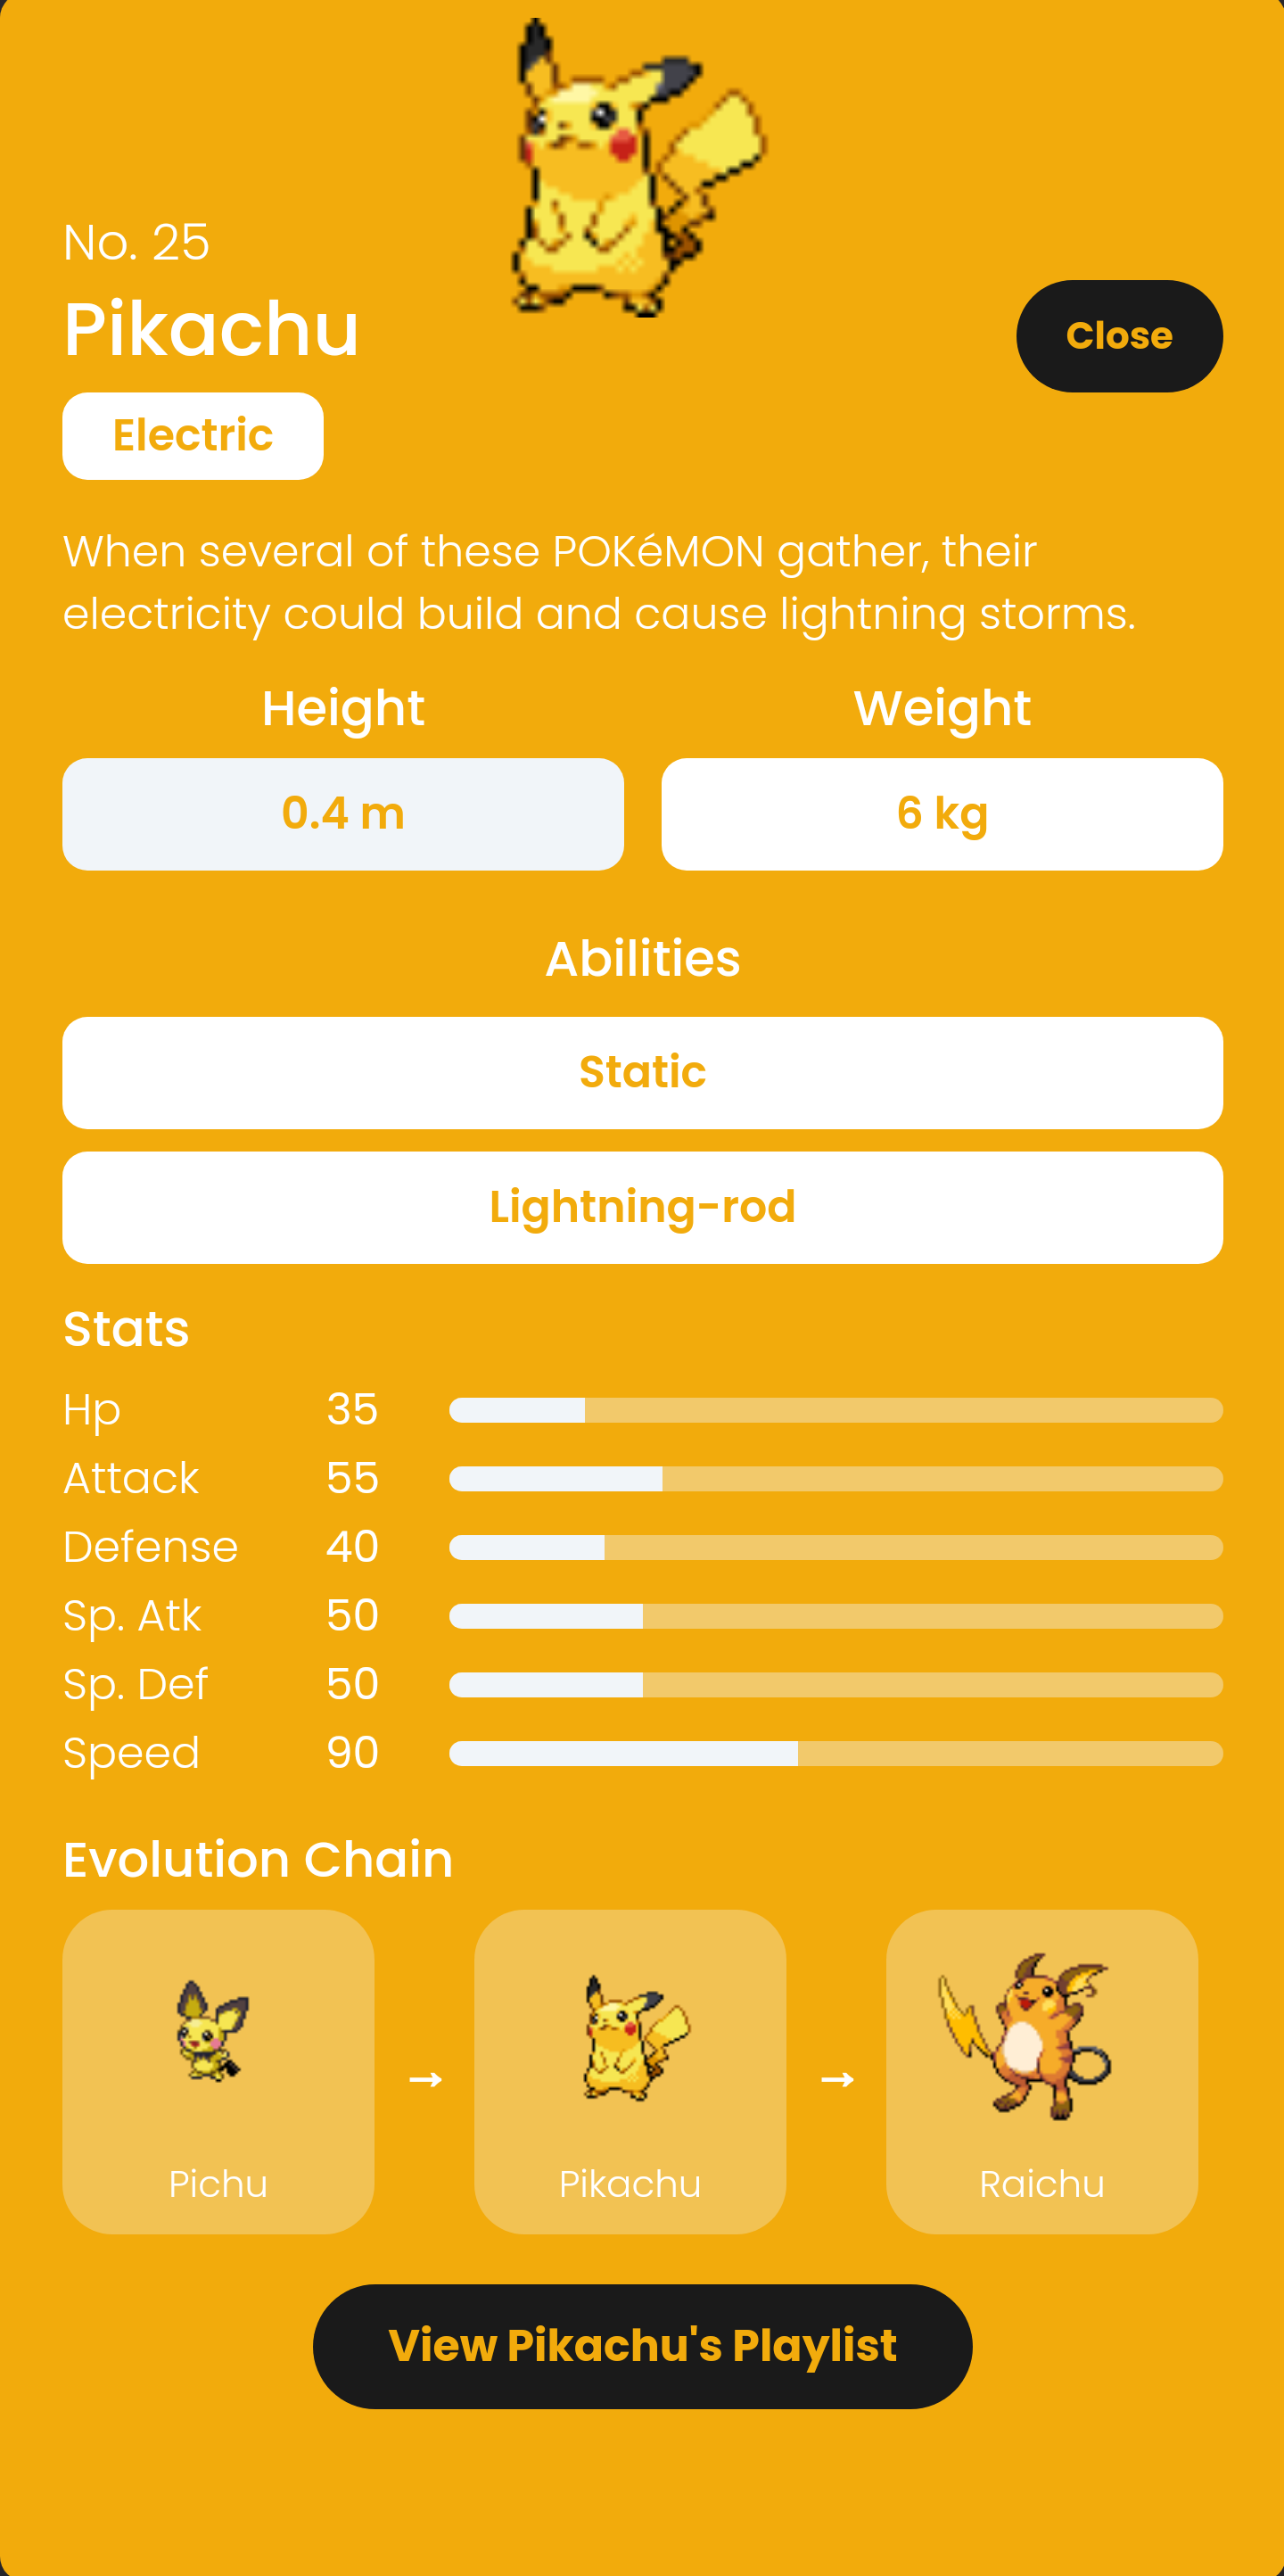 No. 25
Pikachu
Close
Electric
When several of these POKéMON gather, their
electricity could build and cause lightning storms.
Height
Weight
0.4 m
6 kg
Abilities
Static
Lightning-rod
Stats
Hp 35
Attack 55
Defense 40
Sp. Atk 50
Sp. Def 50
Speed 90
Evolution Chain
Pichu → Pikachu → Raichu
View Pikachu's Playlist